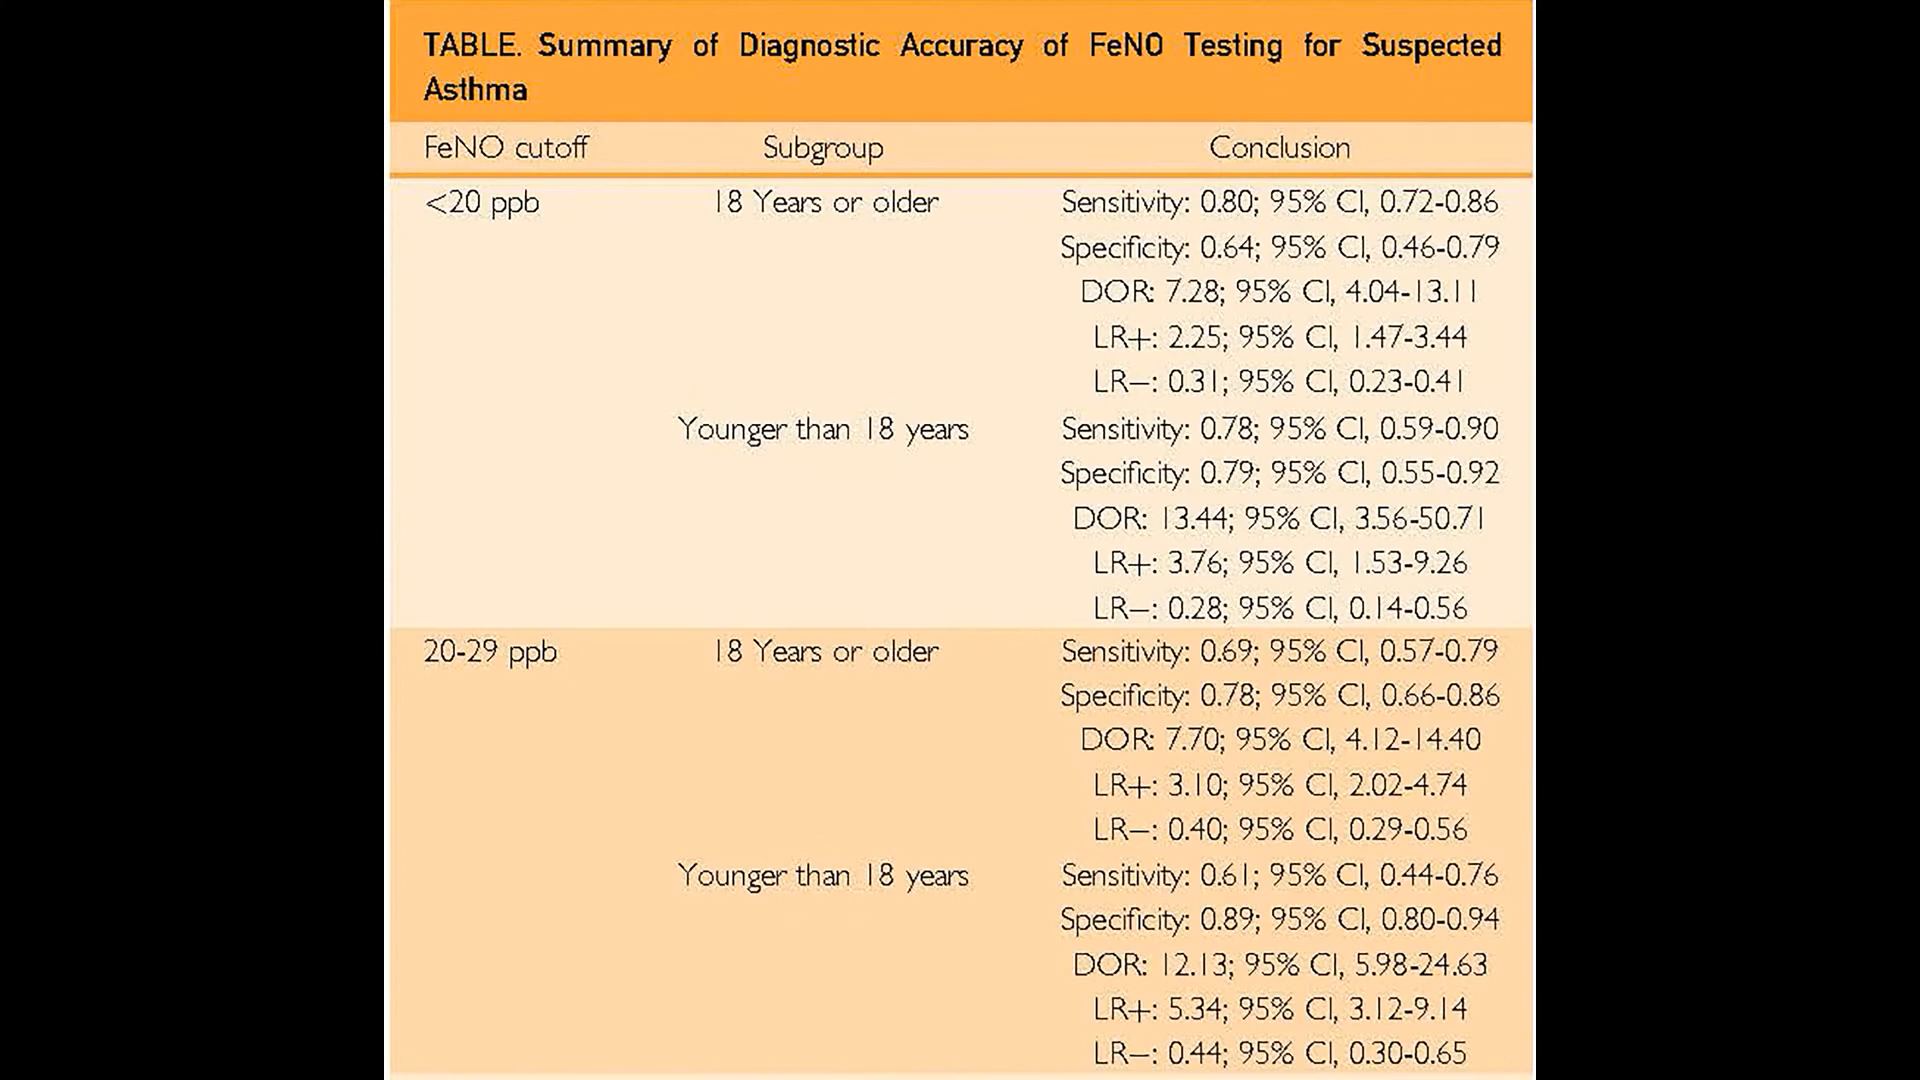 TABLE. Summary of Diagnostic Accuracy of FeNO Testing for Suspected
Asthma
FeNO cutoff Subgroup Conclusion
<20 ppb 18 Years or older Sensitivity: 0.80; 95% CI, 0.72-0.86
Specificity: 0.64; 95% CI, 0.46-0.79
DOR: 7.28; 95% CI, 4.04-13.11
LR+: 2.25; 95% CI, 1.47-3.44
LR−: 0.31; 95% CI, 0.23-0.41
Younger than 18 years Sensitivity: 0.78; 95% CI, 0.59-0.90
Specificity: 0.79; 95% CI, 0.55-0.92
DOR: 13.44; 95% CI, 3.56-50.71
LR+: 3.76; 95% CI, 1.53-9.26
LR−: 0.28; 95% CI, 0.14-0.56
20-29 ppb 18 Years or older Sensitivity: 0.69; 95% CI, 0.57-0.79
Specificity: 0.78; 95% CI, 0.66-0.86
DOR: 7.70; 95% CI, 4.12-14.40
LR+: 3.10; 95% CI, 2.02-4.74
LR−: 0.40; 95% CI, 0.29-0.56
Younger than 18 years Sensitivity: 0.61; 95% CI, 0.44-0.76
Specificity: 0.89; 95% CI, 0.80-0.94
DOR: 12.13; 95% CI, 5.98-24.63
LR+: 5.34; 95% CI, 3.12-9.14
LR−: 0.44; 95% CI, 0.30-0.65